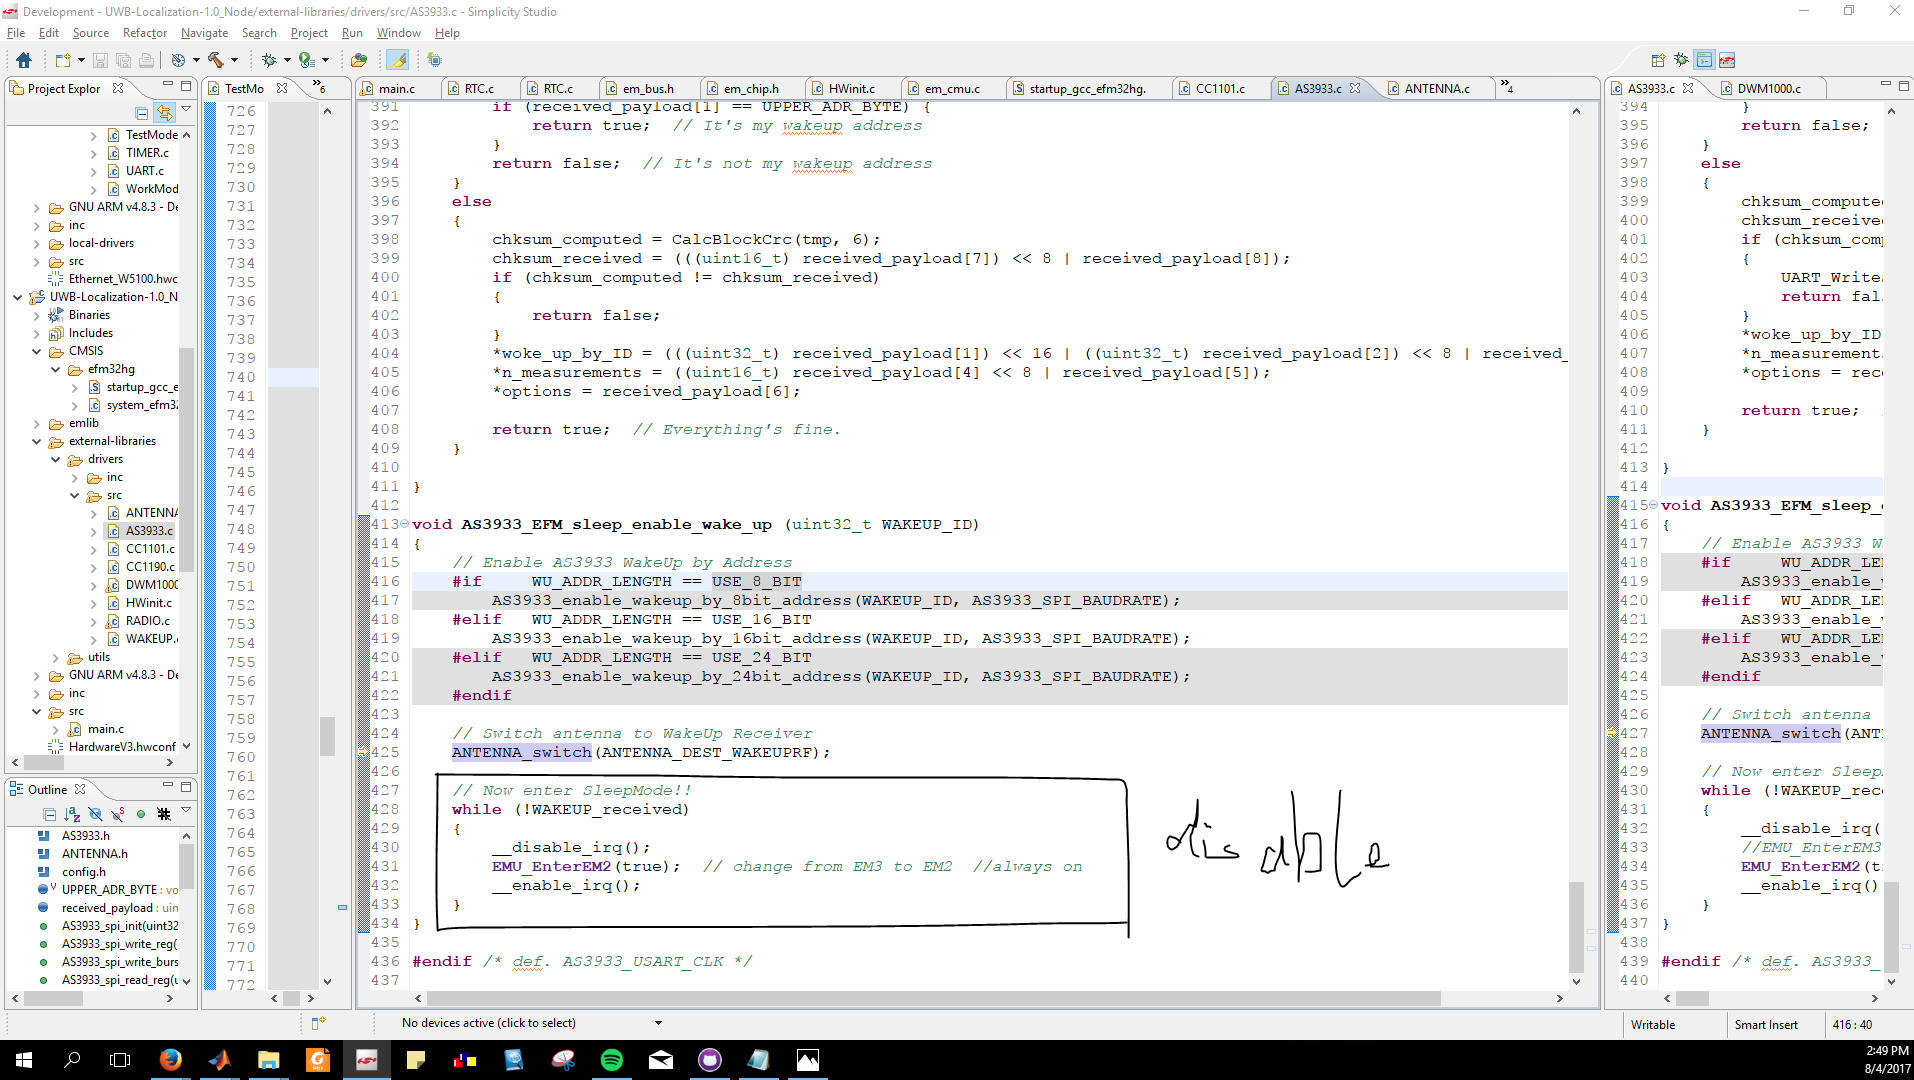 Development - UWB-Localization-1.0_Node/external-libraries/drivers/src/AS3933.c - Simplicity Studio
File Edit Source Refactor Navigate Search Project Run Window Help
Project Explor
TestMode
TIMER.c
UART.c
WorkMod
GNU ARM v4.8.3 - De
inc
local-drivers
src
Ethernet_W5100.hwc
UWB-Localization-1.0_N
Binaries
Includes
CMSIS
efm32hg
startup_gcc_e
system_efm32
emlib
external-libraries
drivers
inc
src
ANTENNA
AS3933.c
CC1101.c
CC1190.c
DWM1000
HWinit.c
RADIO.c
WAKEUP.c
utils
GNU ARM v4.8.3 - De
inc
src
main.c
HardwareV3.hwconf
Outline
AS3933.h
ANTENNA.h
config.h
UPPER_ADR_BYTE : vo
received_payload : uin
AS3933_spi_init(uint32
AS3933_spi_write_reg(
AS3933_spi_write_burs
AS3933_spi_read_reg(u
TestMo
6
726
727
728
729
730
731
732
733
734
735
736
737
738
739
740
741
742
743
744
745
746
747
748
749
750
751
752
753
754
755
756
757
758
759
760
761
762
763
764
765
766
767
768
769
770
771
772
main.c RTC.c RTC.c em_bus.h em_chip.h HWinit.c em_cmu.c startup_gcc_efm32hg. CC1101.c AS3933.c ANTENNA.c 4
391 if (received_payload[1] == UPPER_ADR_BYTE) {
392 return true; // It's my wakeup address
393 }
394 return false; // It's not my wakeup address
395 }
396 else
397 {
398 chksum_computed = CalcBlockCrc(tmp, 6);
399 chksum_received = (((uint16_t) received_payload[7]) << 8 | received_payload[8]);
400 if (chksum_computed != chksum_received)
401 {
402 return false;
403 }
404 *woke_up_by_ID = (((uint32_t) received_payload[1]) << 16 | ((uint32_t) received_payload[2]) << 8 | received_
405 *n_measurements = ((uint16_t) received_payload[4] << 8 | received_payload[5]);
406 *options = received_payload[6];
407
408 return true; // Everything's fine.
409 }
410
411 }
412
413 void AS3933_EFM_sleep_enable_wake_up (uint32_t WAKEUP_ID)
414 {
415 // Enable AS3933 WakeUp by Address
416 #if WU_ADDR_LENGTH == USE_8_BIT
417 AS3933_enable_wakeup_by_8bit_address(WAKEUP_ID, AS3933_SPI_BAUDRATE);
418 #elif WU_ADDR_LENGTH == USE_16_BIT
419 AS3933_enable_wakeup_by_16bit_address(WAKEUP_ID, AS3933_SPI_BAUDRATE);
420 #elif WU_ADDR_LENGTH == USE_24_BIT
421 AS3933_enable_wakeup_by_24bit_address(WAKEUP_ID, AS3933_SPI_BAUDRATE);
422 #endif
423
424 // Switch antenna to WakeUp Receiver
425 ANTENNA_switch(ANTENNA_DEST_WAKEUPRF);
426
427 // Now enter SleepMode!!
428 while (!WAKEUP_received)
429 {
430 __disable_irq();
431 EMU_EnterEM2(true); // change from EM3 to EM2 //always on
432 __enable_irq();
433 }
434 }
435
436 #endif /* def. AS3933_USART_CLK */
437
disable
AS3933.c DWM1000.c
394 }
395 return false;
396 }
397 else
398 {
399 chksum_compute
400 chksum_receive
401 if (chksum_com
402 {
403 UART_Write
404 return fal
405 }
406 *woke_up_by_ID
407 *n_measurement
408 *options = rec
409
410 return true;
411 }
412
413 }
414
415 void AS3933_EFM_sleep_
416 {
417 // Enable AS3933 W
418 #if WU_ADDR_LE
419 AS3933_enable_
420 #elif WU_ADDR_LE
421 AS3933_enable_
422 #elif WU_ADDR_LE
423 AS3933_enable_
424 #endif
425
426 // Switch antenna
427 ANTENNA_switch(ANT
428
429 // Now enter Sleep
430 while (!WAKEUP_rec
431 {
432 __disable_irq(
433 //EMU_EnterEM3
434 EMU_EnterEM2(t
435 __enable_irq()
436 }
437 }
438
439 #endif /* def. AS3933_
440
No devices active (click to select)
Writable Smart Insert 416 : 40
2:49 PM
8/4/2017